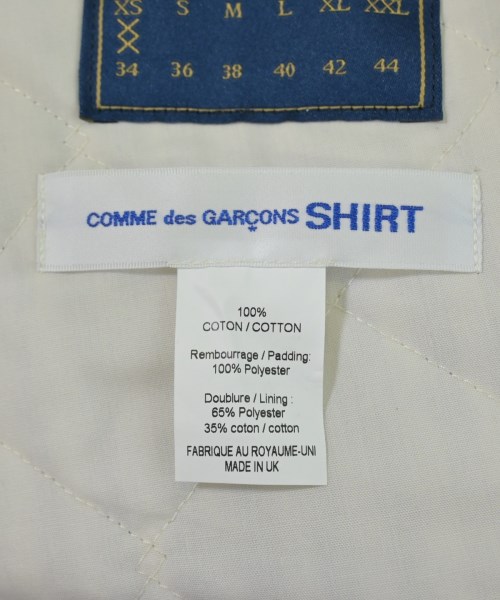 XS S M L XL XXL
XX
34 36 38 40 42 44
COMME des GARÇONS SHIRT
100%
COTON / COTTON
Rembourrage / Padding:
100% Polyester
Doublure / Lining :
65% Polyester
35% coton / cotton
FABRIQUE AU ROYAUME-UNI
MADE IN UK